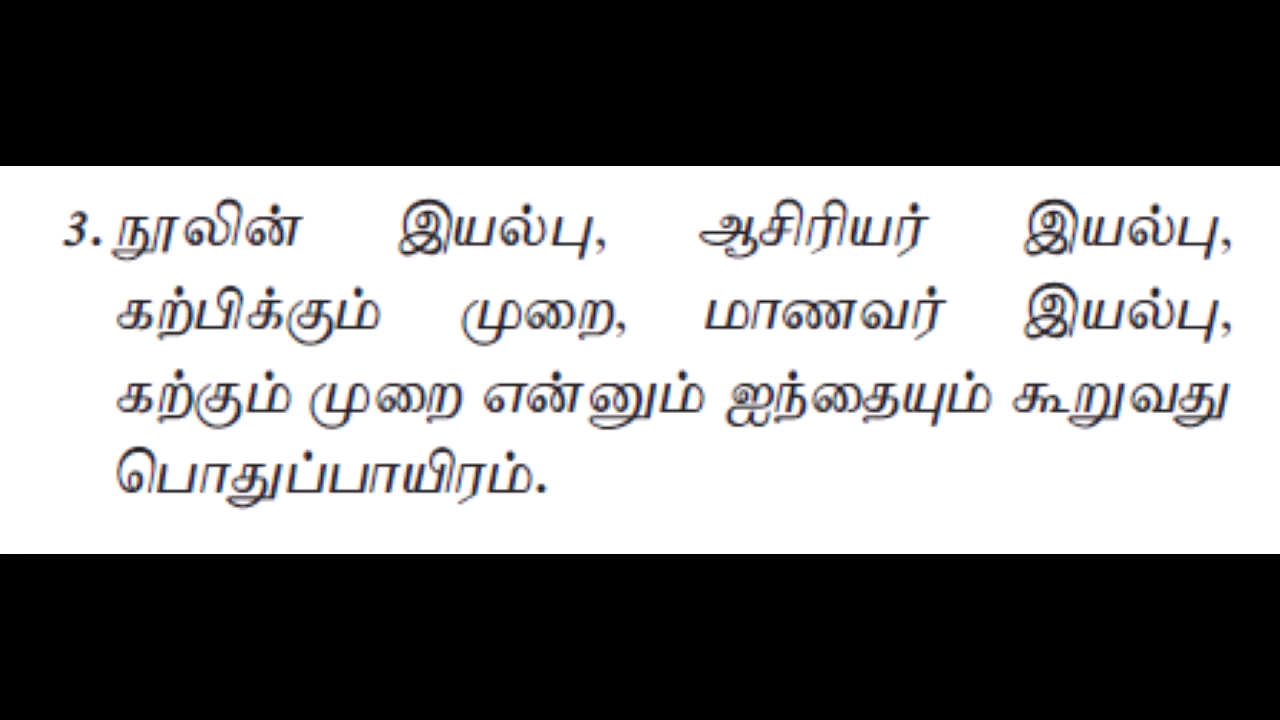 3. நூலின் இயல்பு, ஆசிரியர் இயல்பு,
கற்பிக்கும் முறை, மாணவர் இயல்பு,
கற்கும் முறை என்னும் ஐந்தையும் கூறுவது
பொதுப்பாயிரம்.